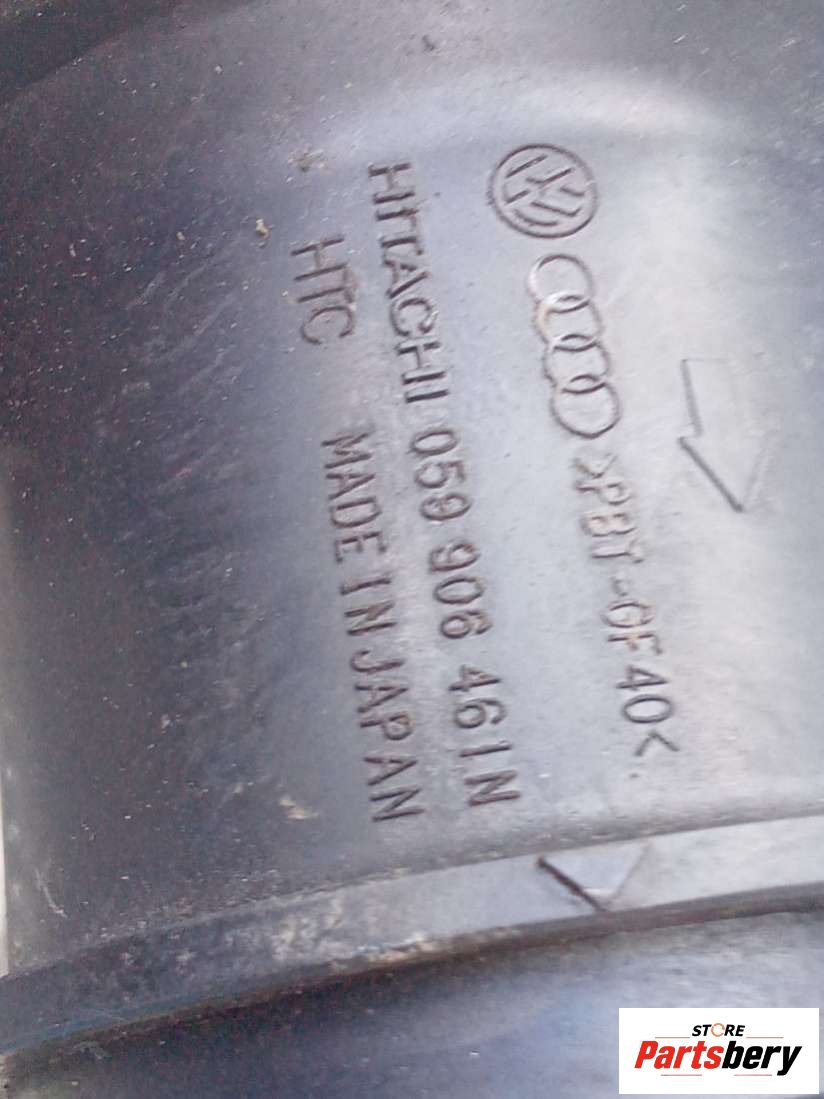 >PBT-GF40<
HITACHI 059 906 461N
HTC MADE IN JAPAN
STORE
Partsbery